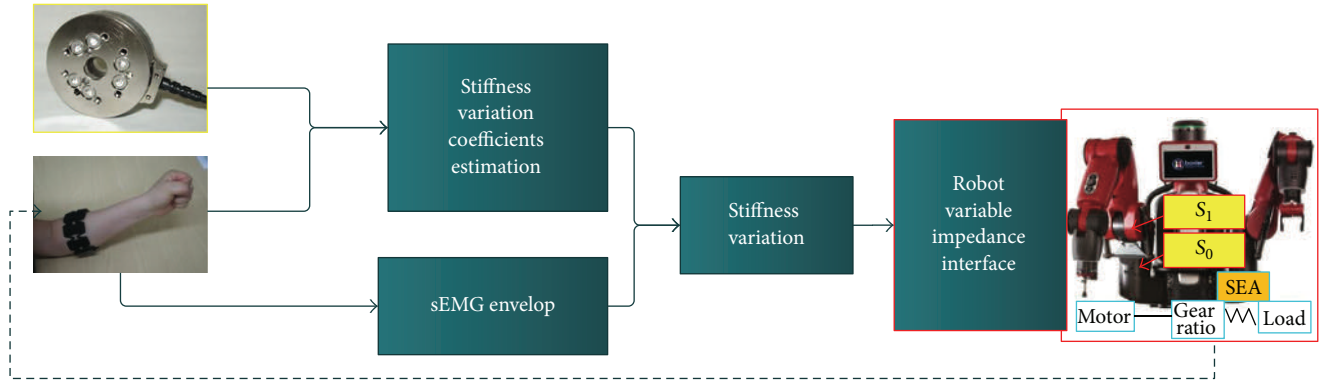 Stiffness
variation
coefficients
estimation
sEMG envelop
Stiffness
variation
Robot
variable
impedance
interface
S₁
S₀
SEA
Motor
Gear
ratio
Load